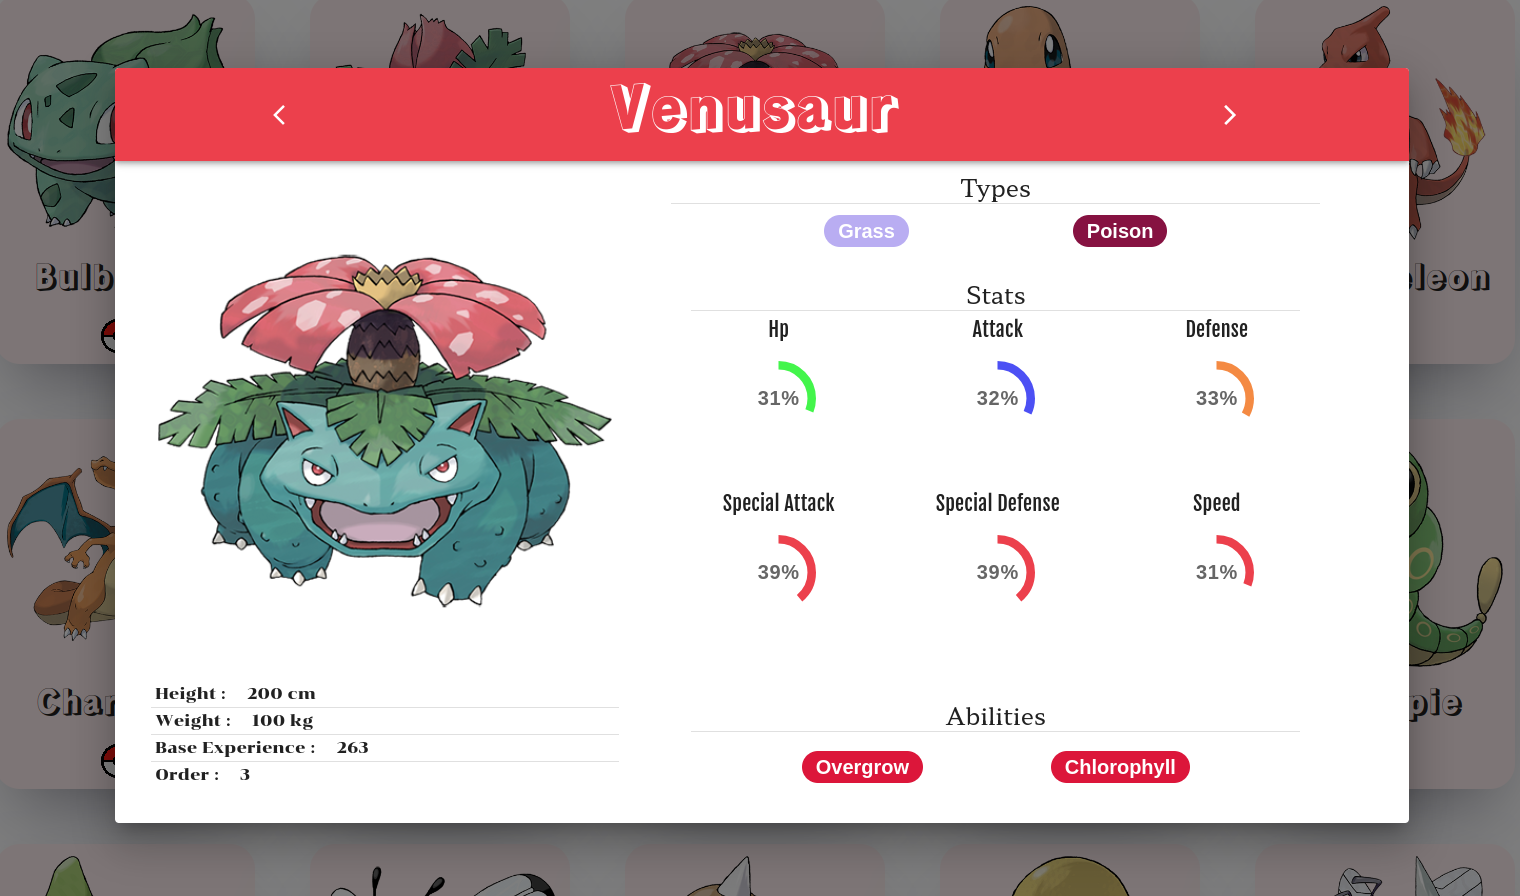 Venusaur
Types
Grass Poison
Stats
Hp Attack Defense
31% 32% 33%
Special Attack Special Defense Speed
39% 39% 31%
Height : 200 cm
Weight : 100 kg
Base Experience : 263
Order : 3
Abilities
Overgrow Chlorophyll
Bulb
eleon
Char
pie